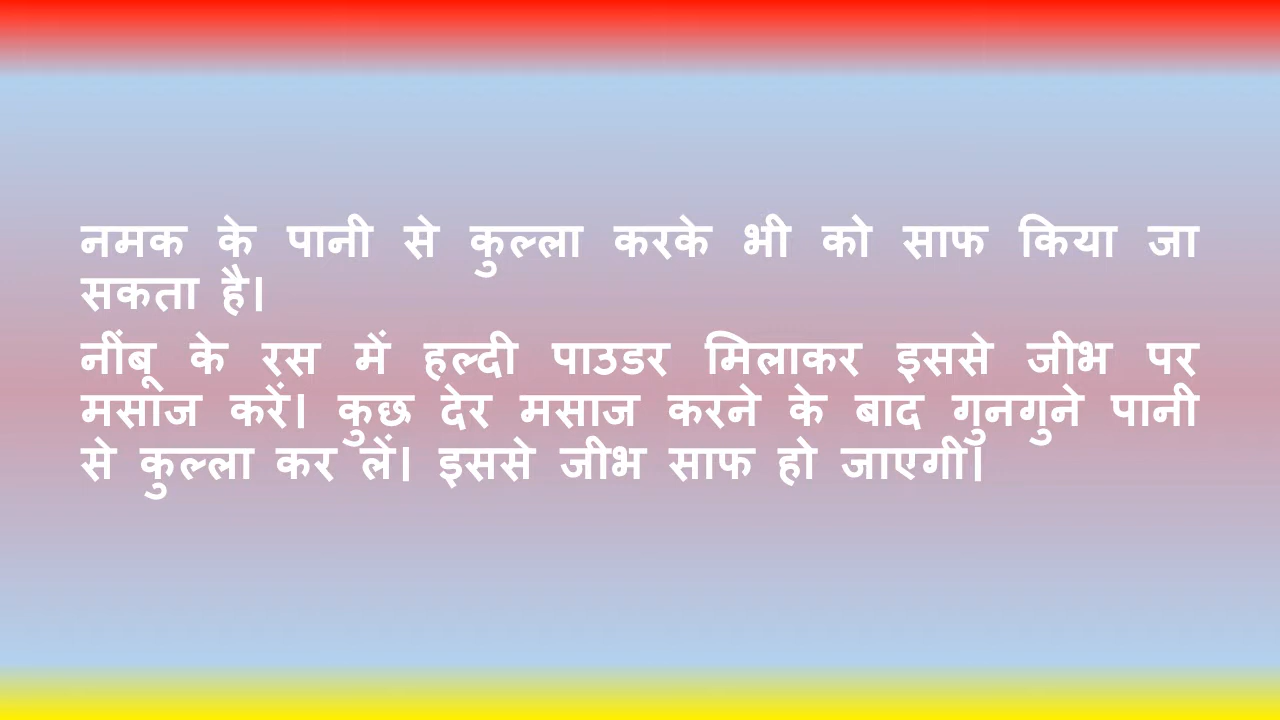 नमक के पानी से कुल्ला करके भी को साफ किया जा
सकता है।
नींबू के रस में हल्दी पाउडर मिलाकर इससे जीभ पर
मसाज करें। कुछ देर मसाज करने के बाद गुनगुने पानी
से कुल्ला कर लें। इससे जीभ साफ हो जाएगी।